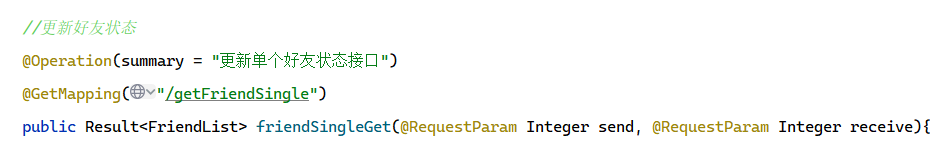 //更新好友状态
@Operation(summary = "更新单个好友状态接口")
@GetMapping("/getFriendSingle")
public Result<FriendList> friendSingleGet(@RequestParam Integer send, @RequestParam Integer receive){